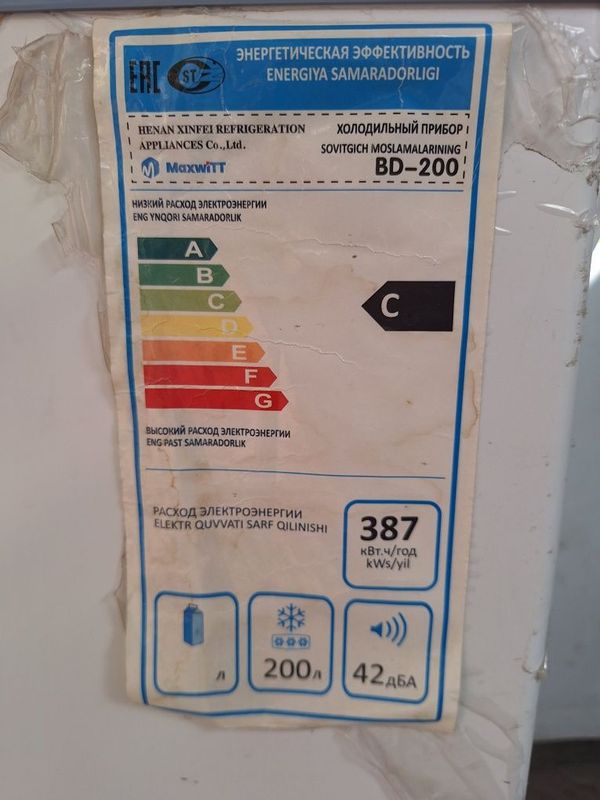 EAC СТ ЭНЕРГЕТИЧЕСКАЯ ЭФФЕКТИВНОСТЬ
ENERGIYA SAMARADORLIGI
HENAN XINFEI REFRIGERATION
APPLIANCES Co.,Ltd.
MAXWITT
ХОЛОДИЛЬНЫЙ ПРИБОР
SOVITGICH MOSLAMALARINING
BD-200
НИЗКИЙ РАСХОД ЭЛЕКТРОЭНЕРГИИ
ENG YNQORI SAMARADORLIK
A
B
C
D
E
F
G
C
ВЫСОКИЙ РАСХОД ЭЛЕКТРОЭНЕРГИИ
ENG PAST SAMARADORLIK
РАСХОД ЭЛЕКТРОЭНЕРГИИ
ELEKTR QUVVATI SARF QILINISHI
387
кВт.ч/год
kWs/yil
л
200л
42дБА